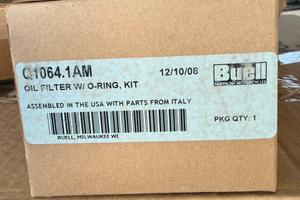 Q1064.1AM 12/10/08 Buell
OIL FILTER W/ O-RING, KIT
ASSEMBLED IN THE USA WITH PARTS FROM ITALY
PKG QTY: 1
BUELL, MILWAUKEE WI